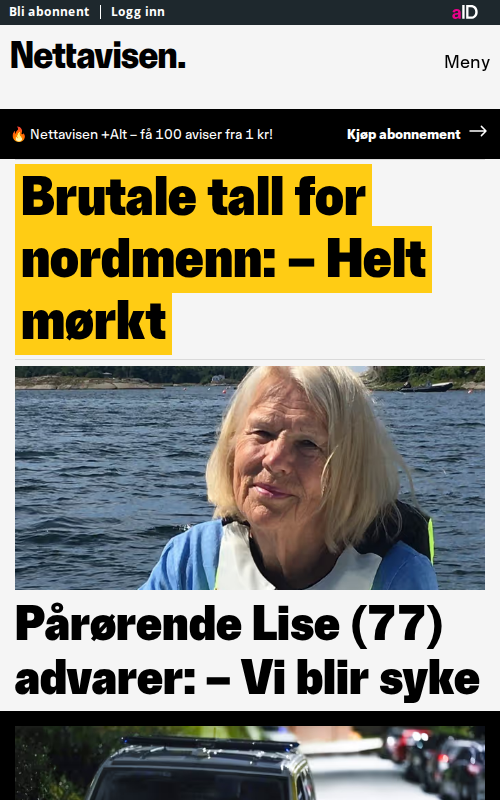 Bli abonnent | Logg inn
aID
Nettavisen.
Meny
🔥 Nettavisen +Alt – få 100 aviser fra 1 kr!
Kjøp abonnement →
Brutale tall for
nordmenn: – Helt
mørkt
Pårørende Lise (77)
advarer: – Vi blir syke